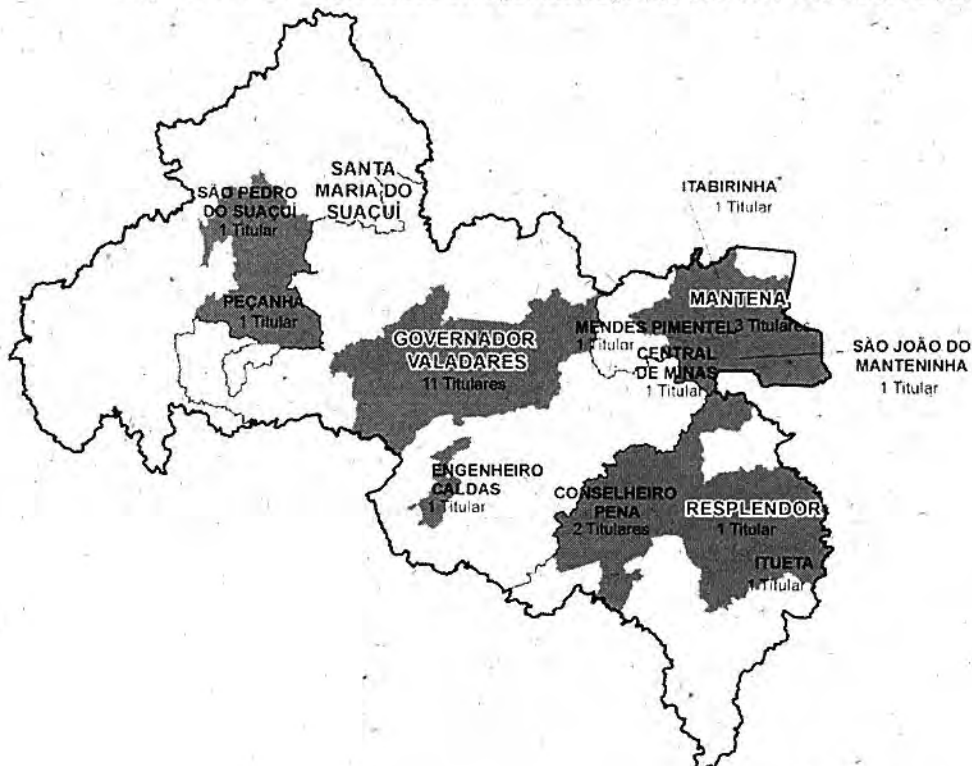 SANTA
MARIA DO
SUAÇUÍ
SÃO PEDRO
DO SUAÇUÍ
1 Titular
ITABIRINHA
1 Titular
PEÇANHA
1 Titular
MANTENA
3 Titulares
MENDES PIMENTEL
1 Titular
GOVERNADOR
VALADARES
11 Titulares
CENTRAL
DE MINAS
1 Titular
SÃO JOÃO DO
MANTENINHA
1 Titular
ENGENHEIRO
CALDAS
1 Titular
CONSELHEIRO
PENA
2 Titulares
RESPLENDOR
1 Titular
ITUETA
1 Titular